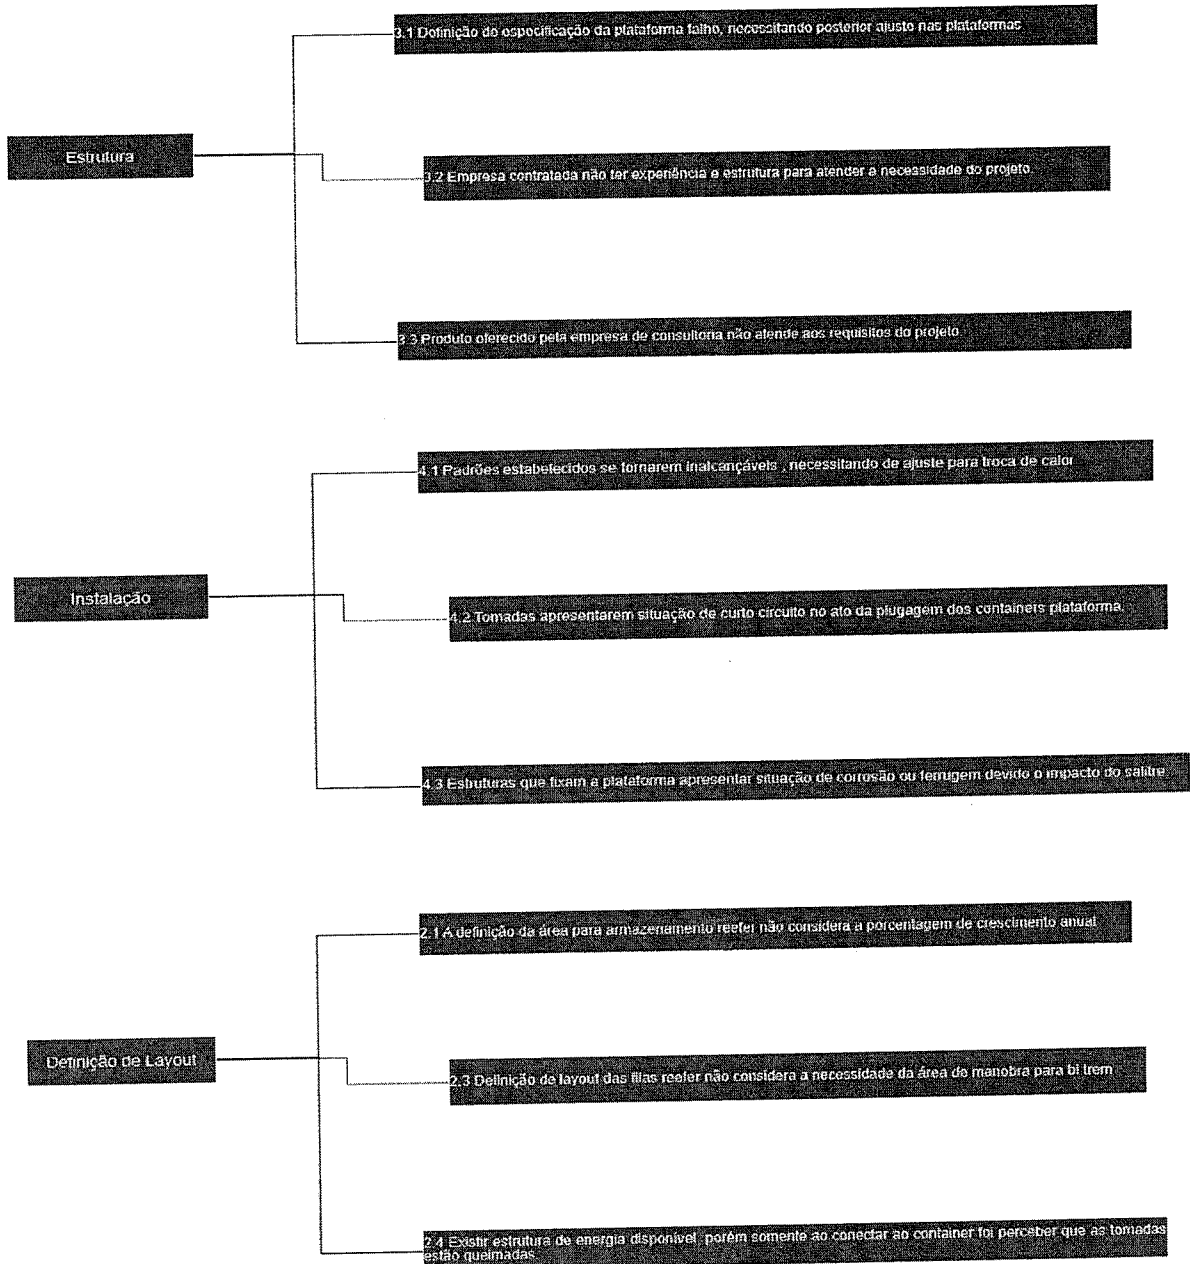 3.1 Definição de especificação da plataforma falho, necessitando posterior ajuste nas plataformas
Estrutura
3.2 Empresa contratada não ter experiência e estrutura para atender a necessidade do projeto.
3.3 Produto oferecido pela empresa de consultoria não atende aos requisitos do projeto
4.1 Padrões estabelecidos se tornarem inalcançáveis , necessitando de ajuste para troca de calor
Instalação
4.2 Tomadas apresentarem situação de curto circuito no ato da plugagem dos containers plataforma.
4.3 Estruturas que fixam a plataforma apresentar situação de corrosão ou ferrugem devido o impacto do salitre
2.1 A definição da área para armazenamento reefer não considera a porcentagem de crescimento anual
Definição de Layout
2.3 Definição de layout das filas reefer não considera a necessidade da área de manobra para bi trem
2.4 Existir estrutura de energia disponível porém somente ao conectar ao container foi perceber que as tomadas
estão queimadas